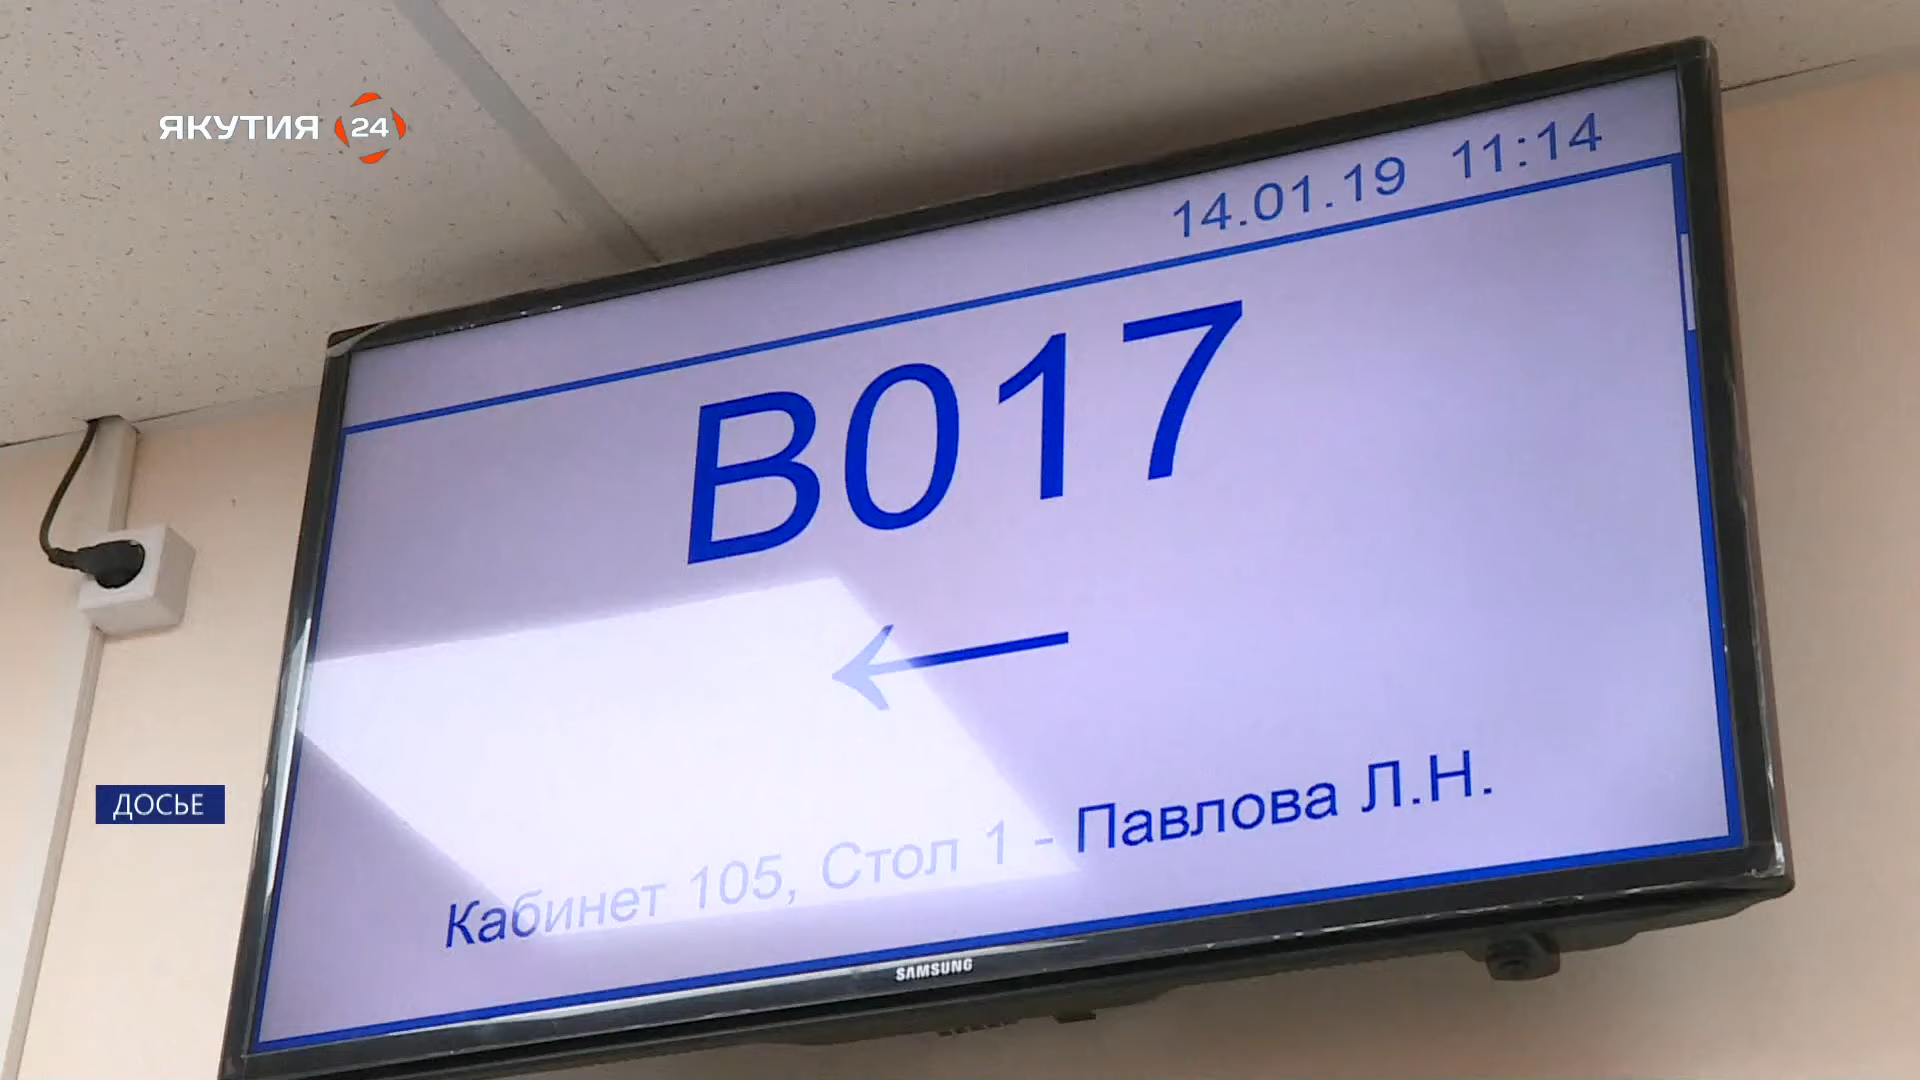 ЯКУТИЯ 24
14.01.19 11:14
В017
←
Кабинет 105, Стол 1 - Павлова Л.Н.
ДОСЬЕ
SAMSUNG